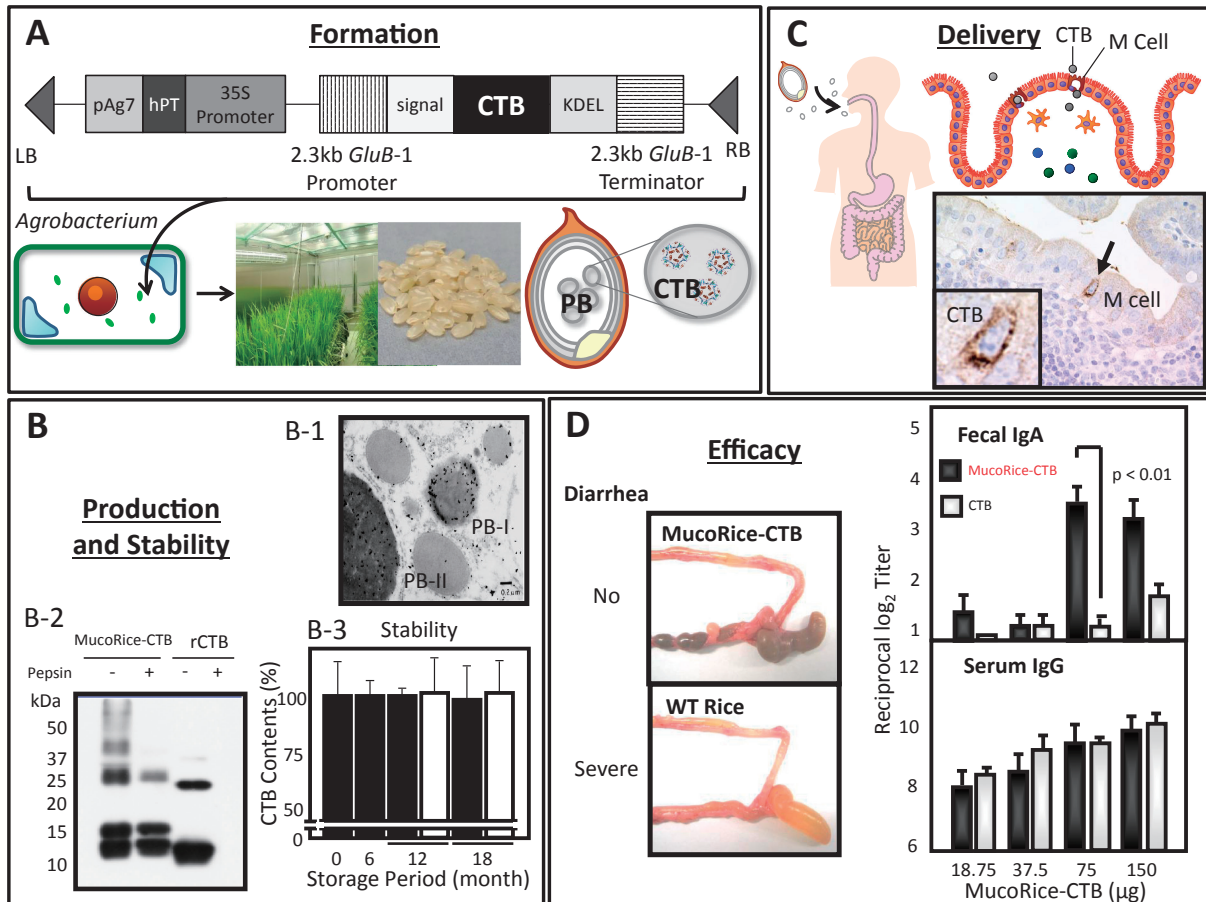 A
Formation
pAg7
hPT
35S
Promoter
signal
CTB
KDEL
LB
2.3kb GluB-1
Promoter
2.3kb GluB-1
Terminator
RB
Agrobacterium
PB
CTB
C
Delivery
CTB
M Cell
M cell
CTB
B
Production
and Stability
B-1
PB-I
PB-II
0.2µm
B-2
MucoRice-CTB
rCTB
Pepsin
- + - +
kDa
50
37
25
20
15
10
B-3
Stability
CTB Contents (%)
100
75
50
0
0 6 12 18
Storage Period (month)
D
Efficacy
Diarrhea
MucoRice-CTB
No
WT Rice
Severe
Reciprocal log2 Titer
5
4
3
2
1
Fecal IgA
MucoRice-CTB
CTB
p < 0.01
12
10
8
6
Serum IgG
18.75 37.5 75 150
MucoRice-CTB (µg)